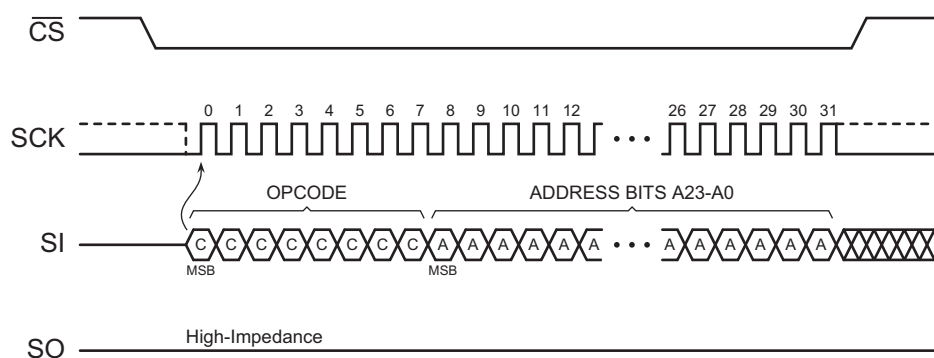 CS
SCK
0 1 2 3 4 5 6 7 8 9 10 11 12 26 27 28 29 30 31
OPCODE ADDRESS BITS A23-A0
SI
C C C C C C C C A A A A A A • • • A A A A A A
MSB MSB
SO
High-Impedance